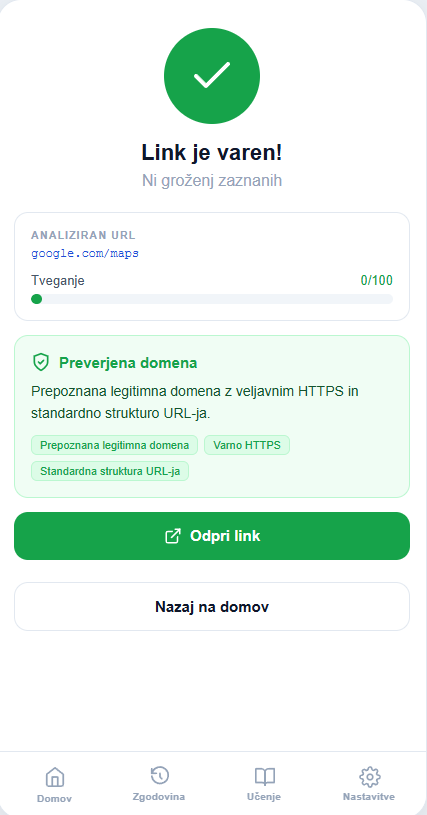 Link je varen!
Ni groženj zaznanih
ANALIZIRAN URL
google.com/maps
Tveganje 0/100
Preverjena domena
Prepoznana legitimna domena z veljavnim HTTPS in
standardno strukturo URL-ja.
Prepoznana legitimna domena Varno HTTPS
Standardna struktura URL-ja
Odpri link
Nazaj na domov
Domov Zgodovina Učenje Nastavitve